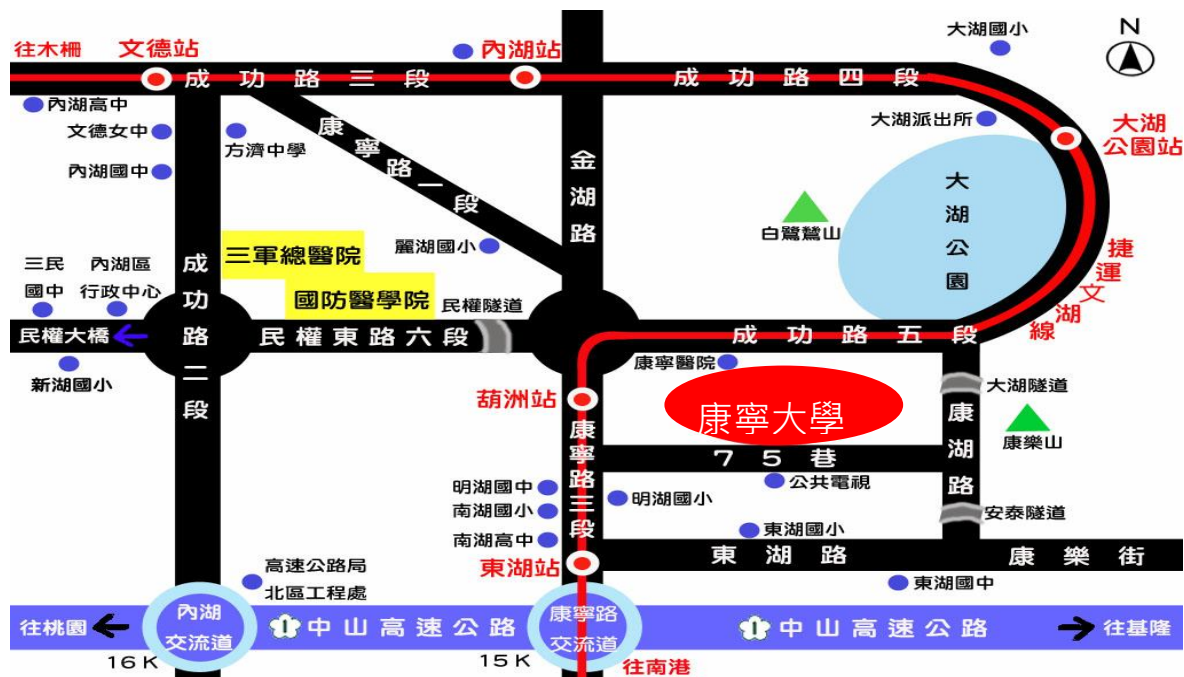 往木柵
文德站
內湖站
大湖國小
N
成功路三段
成功路四段
內湖高中
文德女中
方濟中學
內湖國中
康寧路一段
金湖路
大湖派出所
大湖
公園站
大湖公園
白鷺鷥山
麗湖國小
三軍總醫院
國防醫學院
民權隧道
捷運文湖線
三民
國中
內湖區
行政中心
成功路二段
民權大橋
民權東路六段
成功路五段
新湖國小
康寧醫院
大湖隧道
葫洲站
康寧大學
康湖路
康樂山
康寧路三段
75巷
公共電視
明湖國中
明湖國小
南湖國小
安泰隧道
南湖高中
東湖國小
東湖路
康樂街
東湖站
高速公路局
北區工程處
東湖國中
往桃園
內湖
交流道
1
中山高速公路
康寧路
交流道
1
中山高速公路
往基隆
16K
15K
往南港